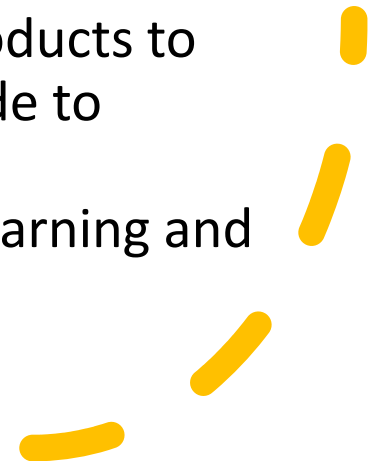 oducts to
de to
arning and